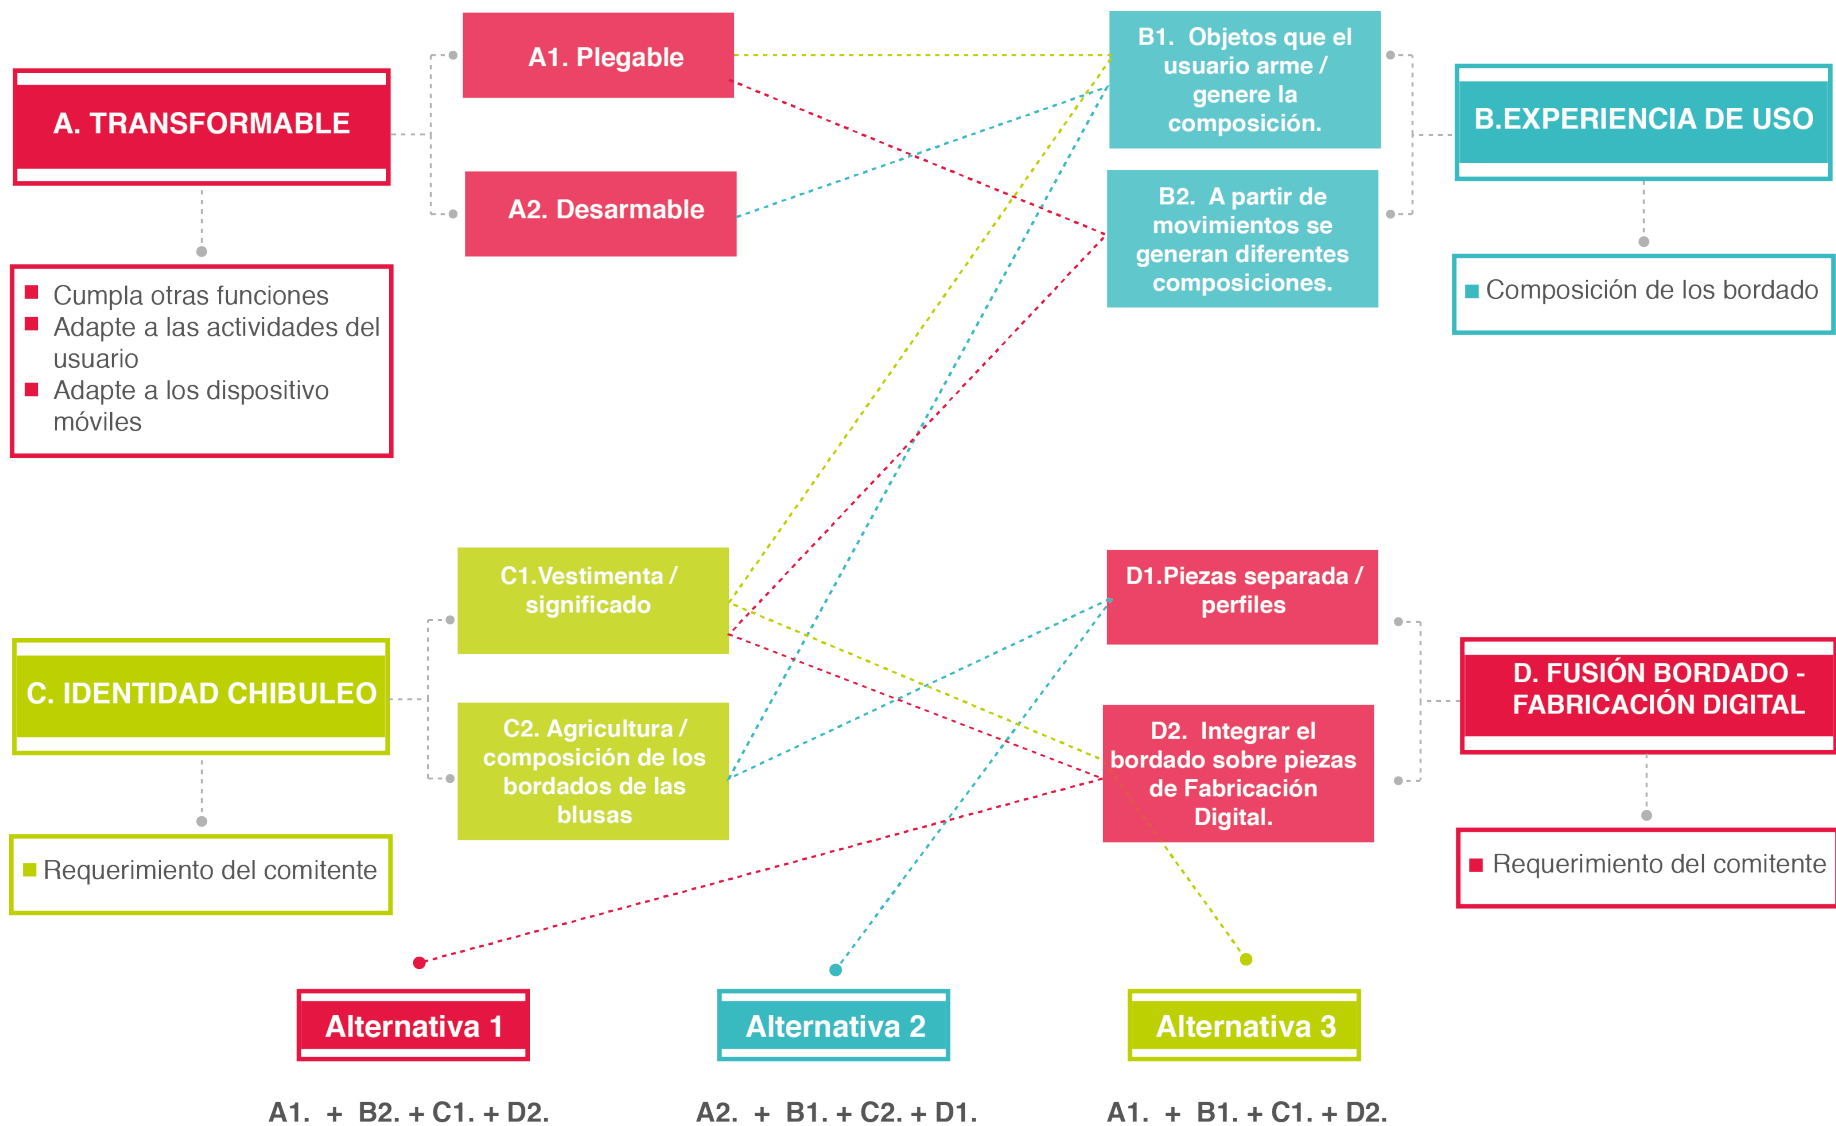 A. TRANSFORMABLE
Cumpla otras funciones
Adapte a las actividades del
usuario
Adapte a los dispositivo
móviles
A1. Plegable
A2. Desarmable
B1. Objetos que el
usuario arme /
genere la
composición.
B2. A partir de
movimientos se
generan diferentes
composiciones.
B.EXPERIENCIA DE USO
Composición de los bordado
C. IDENTIDAD CHIBULEO
Requerimiento del comitente
C1.Vestimenta /
significado
C2. Agricultura /
composición de los
bordados de las
blusas
D1.Piezas separada /
perfiles
D2. Integrar el
bordado sobre piezas
de Fabricación
Digital.
D. FUSIÓN BORDADO -
FABRICACIÓN DIGITAL
Requerimiento del comitente
Alternativa 1
A1. + B2. + C1. + D2.
Alternativa 2
A2. + B1. + C2. + D1.
Alternativa 3
A1. + B1. + C1. + D2.